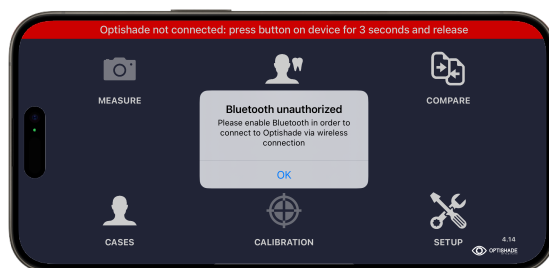 Optishade not connected: press button on device for 3 seconds and release
MEASURE
COMPARE
Bluetooth unauthorized
Please enable Bluetooth in order to
connect to Optishade via wireless
connection
OK
CASES
CALIBRATION
SETUP
4.14
OPTISHADE